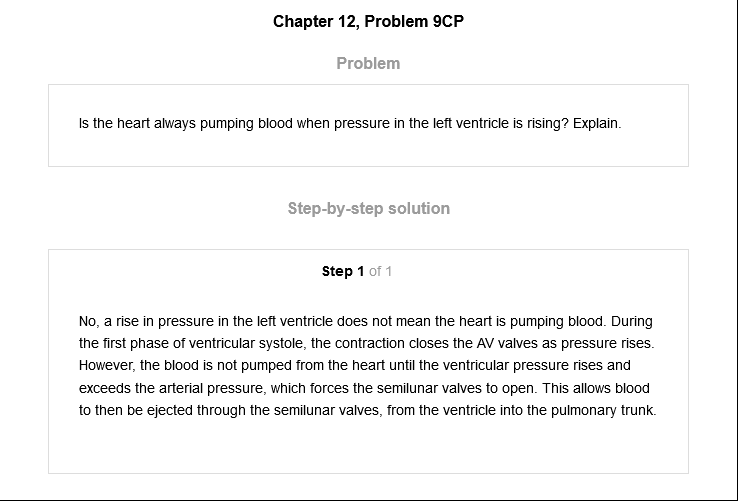 Chapter 12, Problem 9CP
Problem
Is the heart always pumping blood when pressure in the left ventricle is rising? Explain.
Step-by-step solution
Step 1 of 1
No, a rise in pressure in the left ventricle does not mean the heart is pumping blood. During
the first phase of ventricular systole, the contraction closes the AV valves as pressure rises.
However, the blood is not pumped from the heart until the ventricular pressure rises and
exceeds the arterial pressure, which forces the semilunar valves to open. This allows blood
to then be ejected through the semilunar valves, from the ventricle into the pulmonary trunk.